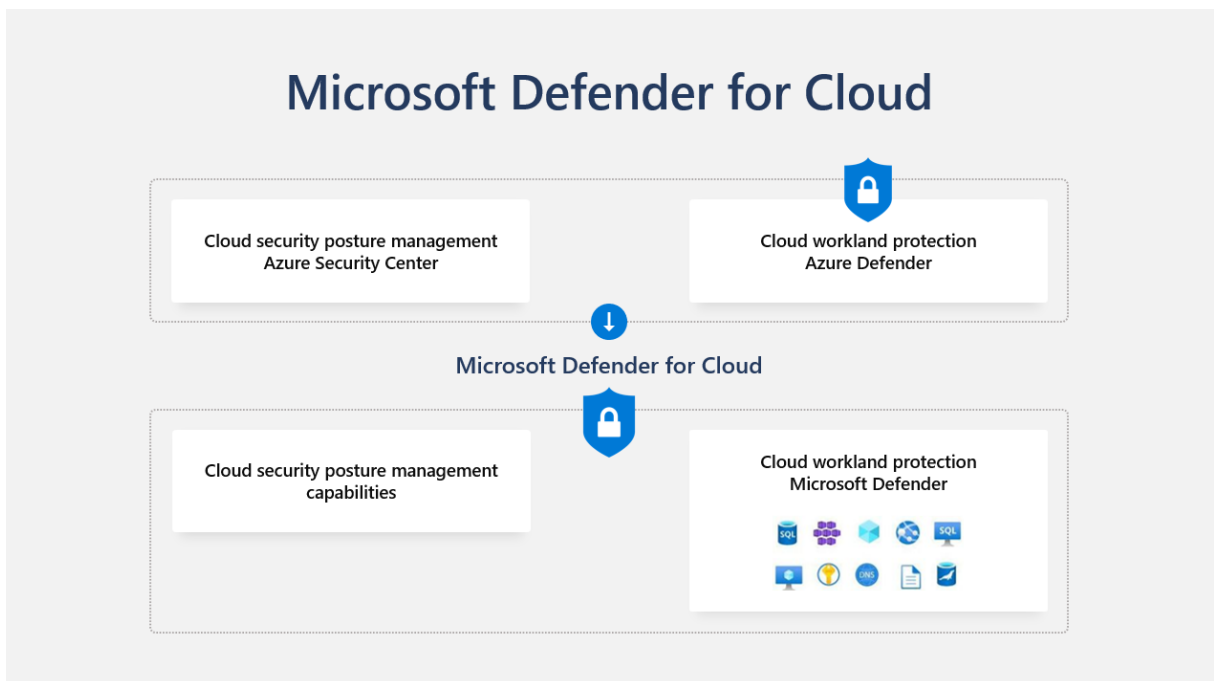 Microsoft Defender for Cloud
Cloud security posture management
Azure Security Center
Cloud workland protection
Azure Defender
Microsoft Defender for Cloud
Cloud security posture management
capabilities
Cloud workland protection
Microsoft Defender
SQL
SQL
DNS